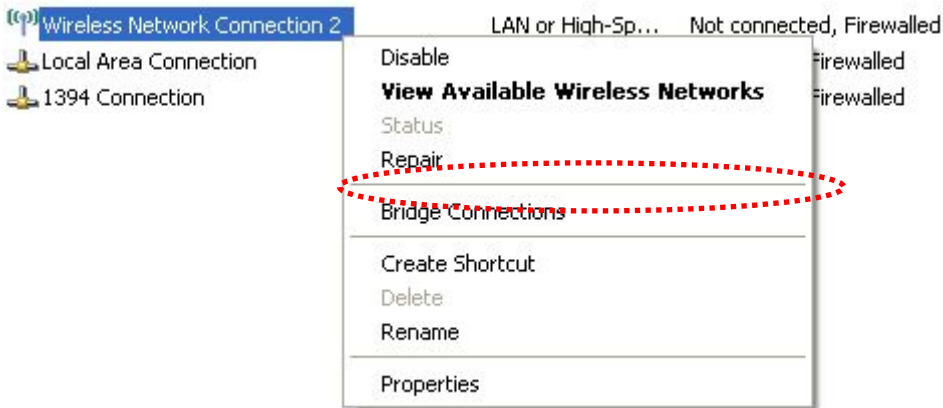 Wireless Network Connection 2 LAN or High-Sp... Not connected, Firewalled
Local Area Connection Firewalled
1394 Connection Firewalled
Disable
View Available Wireless Networks
Status
Repair
Bridge Connections
Create Shortcut
Delete
Rename
Properties